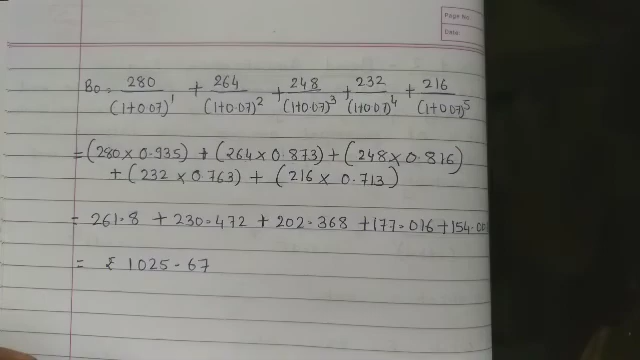 Page No.
Date:
B₀ = 280/(1+0.07)¹ + 264/(1+0.07)² + 248/(1+0.07)³ + 232/(1+0.07)⁴ + 216/(1+0.07)⁵
= (280 × 0.935) + (264 × 0.873) + (248 × 0.816)
+ (232 × 0.763) + (216 × 0.713)
= 261.8 + 230.472 + 202.368 + 177.016 + 154.00
= ₹ 1025.67